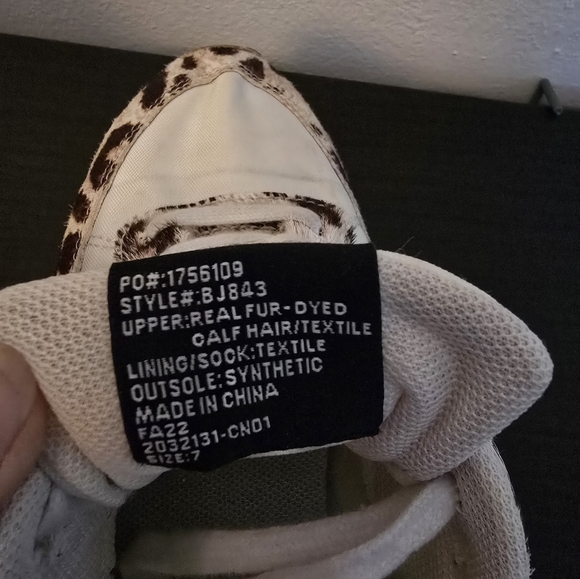 PO#:1756109
STYLE#:BJ843
UPPER:REAL FUR-DYED
CALF HAIR/TEXTILE
LINING/SOCK:TEXTILE
OUTSOLE:SYNTHETIC
MADE IN CHINA
FA22
2032131-CN01
SIZE:7